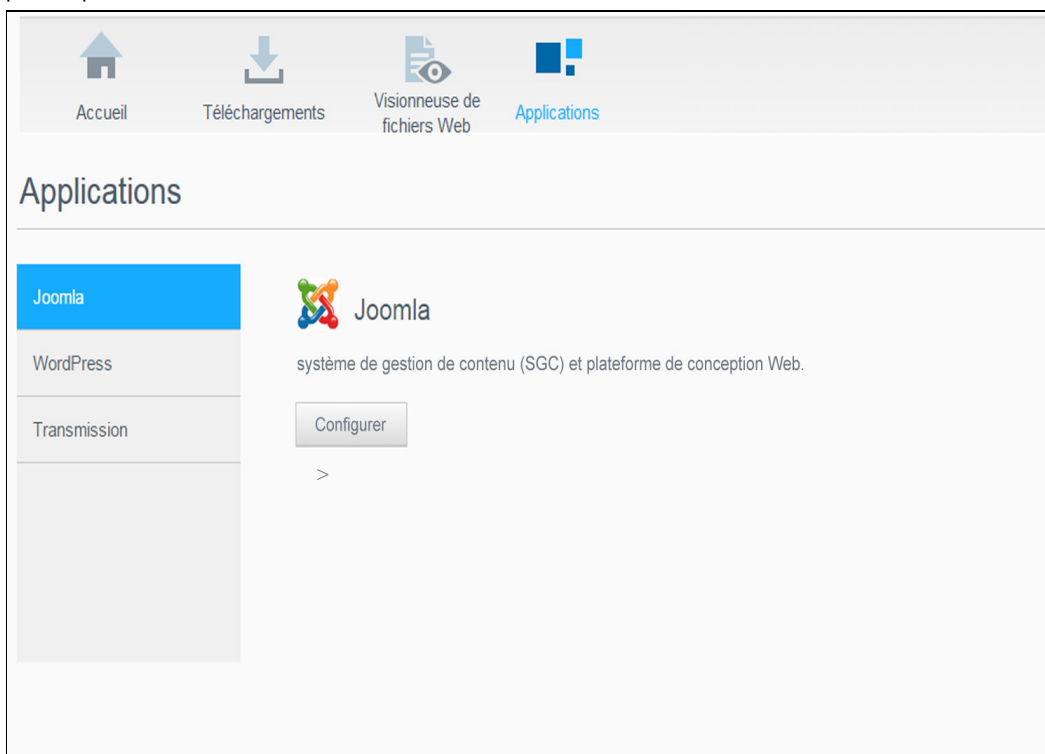 Accueil
Téléchargements
Visionneuse de
fichiers Web
Applications
Applications
Joomla
WordPress
Transmission
Joomla
système de gestion de contenu (SGC) et plateforme de conception Web.
Configurer
>